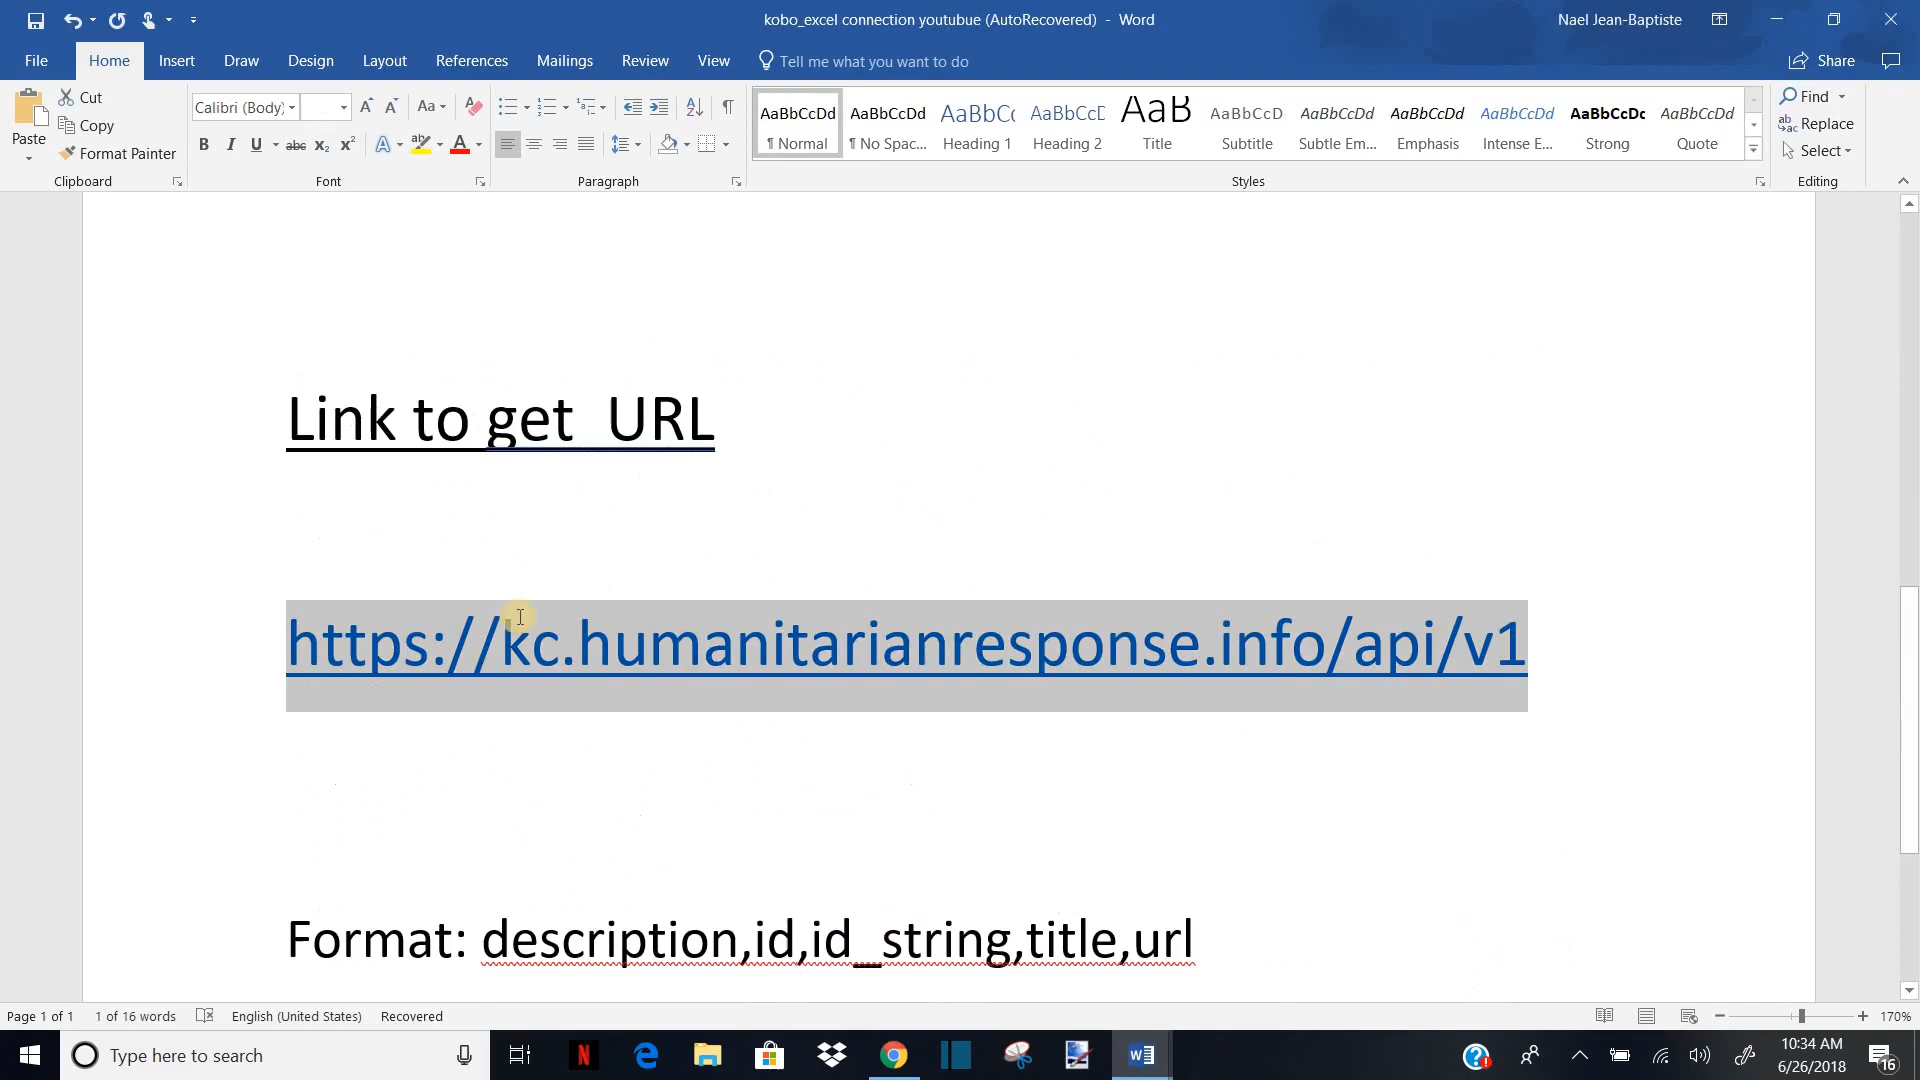 kobo_excel connection youtubue (AutoRecovered) - Word
Nael Jean-Baptiste
File Home Insert Draw Design Layout References Mailings Review View Tell me what you want to do Share
Paste
Cut
Copy
Format Painter
Clipboard
Calibri (Body)
Font
Paragraph
AaBbCcDd AaBbCcDd AaBbC( AaBbCcD AaB AaBbCcD AaBbCcDd AaBbCcDd AaBbCcDd AaBbCcDc AaBbCcDd
¶ Normal ¶ No Spac... Heading 1 Heading 2 Title Subtitle Subtle Em... Emphasis Intense E... Strong Quote
Styles
Find
Replace
Select
Editing
Link to get  URL
https://kc.humanitarianresponse.info/api/v1
Format: description,id,id_string,title,url
Page 1 of 1 1 of 16 words English (United States) Recovered 170%
Type here to search
10:34 AM
6/26/2018
16